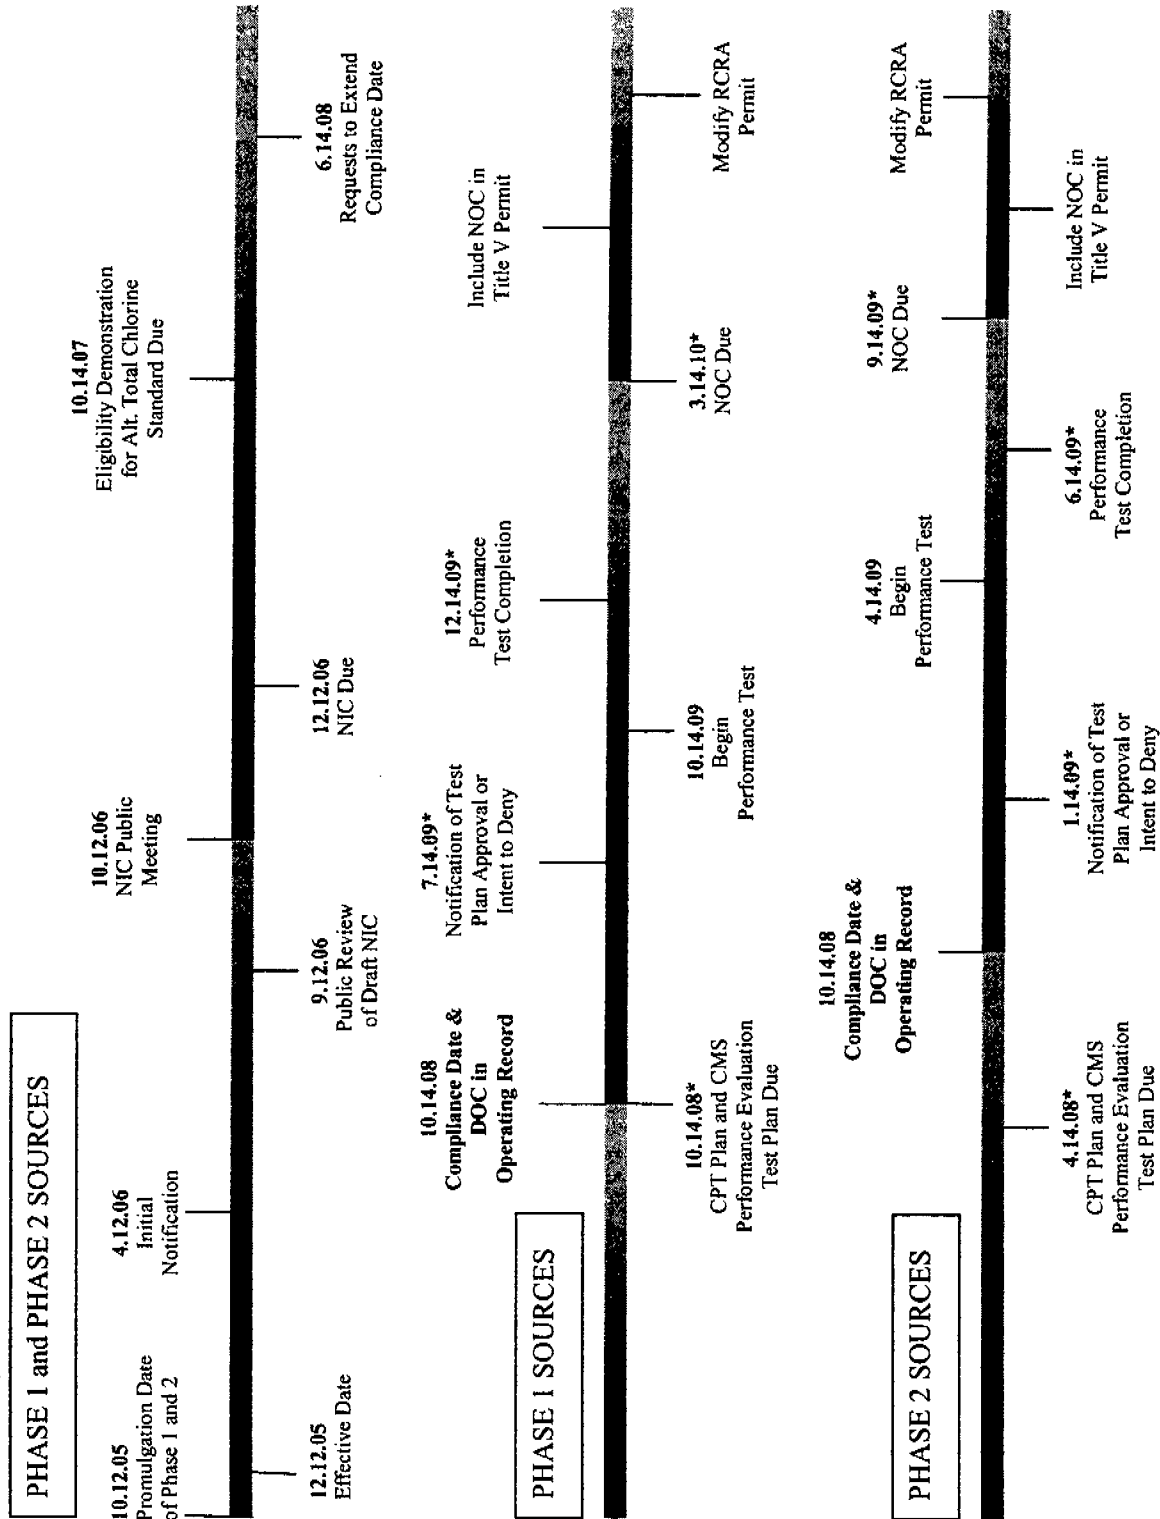 PHASE 1 and PHASE 2 SOURCES
10.12.05
Promulgation Date
of Phase 1 and 2
12.12.05
Effective Date
4.12.06
Initial
Notification
9.12.06
Public Review
of Draft NIC
10.12.06
NIC Public
Meeting
12.12.06
NIC Due
10.14.07
Eligibility Demonstration
for Alt. Total Chlorine
Standard Due
6.14.08
Requests to Extend
Compliance Date
PHASE 1 SOURCES
10.14.08
Compliance Date &
DOC in
Operating Record
10.14.08*
CPT Plan and CMS
Performance Evaluation
Test Plan Due
7.14.09*
Notification of Test
Plan Approval or
Intent to Deny
10.14.09
Begin
Performance Test
12.14.09*
Performance
Test Completion
3.14.10*
NOC Due
Include NOC in
Title V Permit
Modify RCRA
Permit
PHASE 2 SOURCES
4.14.08*
CPT Plan and CMS
Performance Evaluation
Test Plan Due
10.14.08
Compliance Date &
DOC in
Operating Record
1.14.09*
Notification of Test
Plan Approval or
Intent to Deny
4.14.09
Begin
Performance Test
6.14.09*
Performance
Test Completion
9.14.09*
NOC Due
Include NOC in
Title V Permit
Modify RCRA
Permit